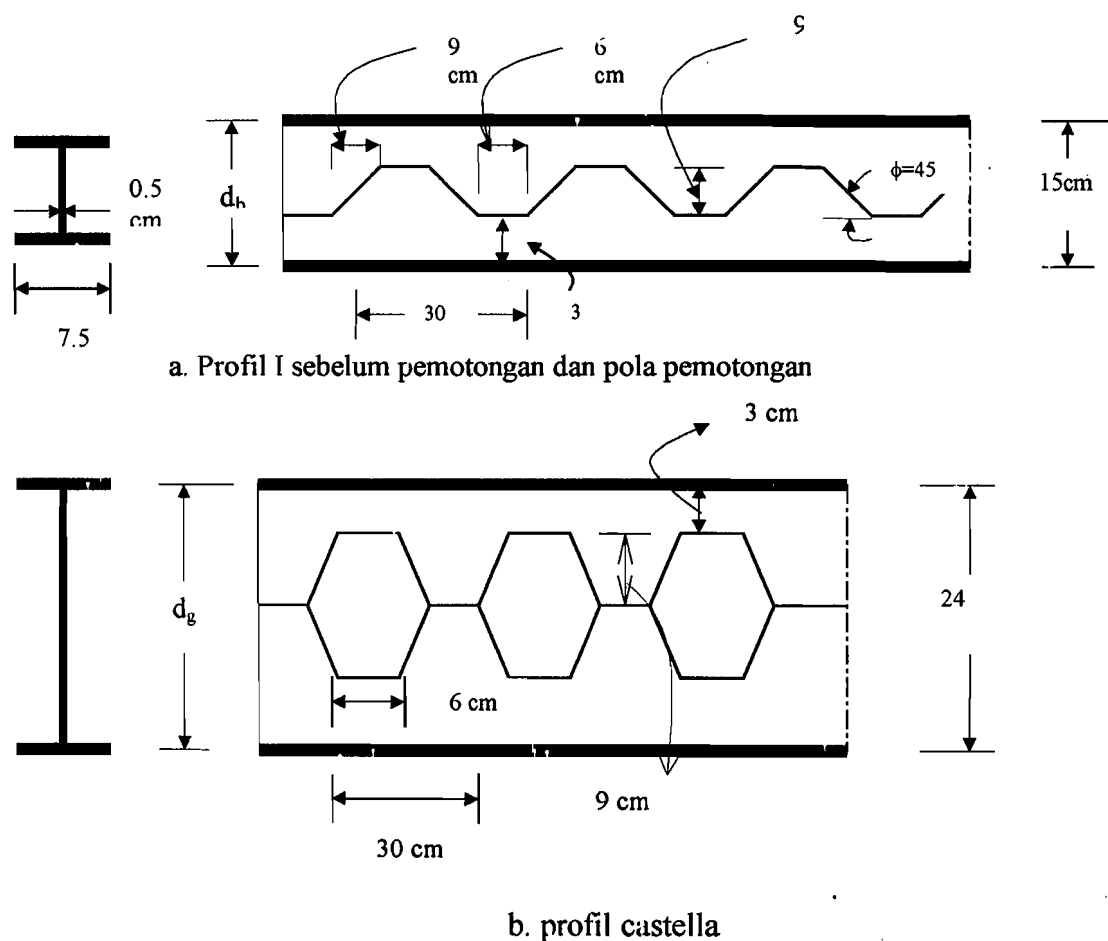 9
cm
6
cm
9
0.5
cm
7.5
d_b
ϕ=45
15cm
30
3
a. Profil I sebelum pemotongan dan pola pemotongan
3 cm
d_g
24
6 cm
9 cm
30 cm
b. profil castella